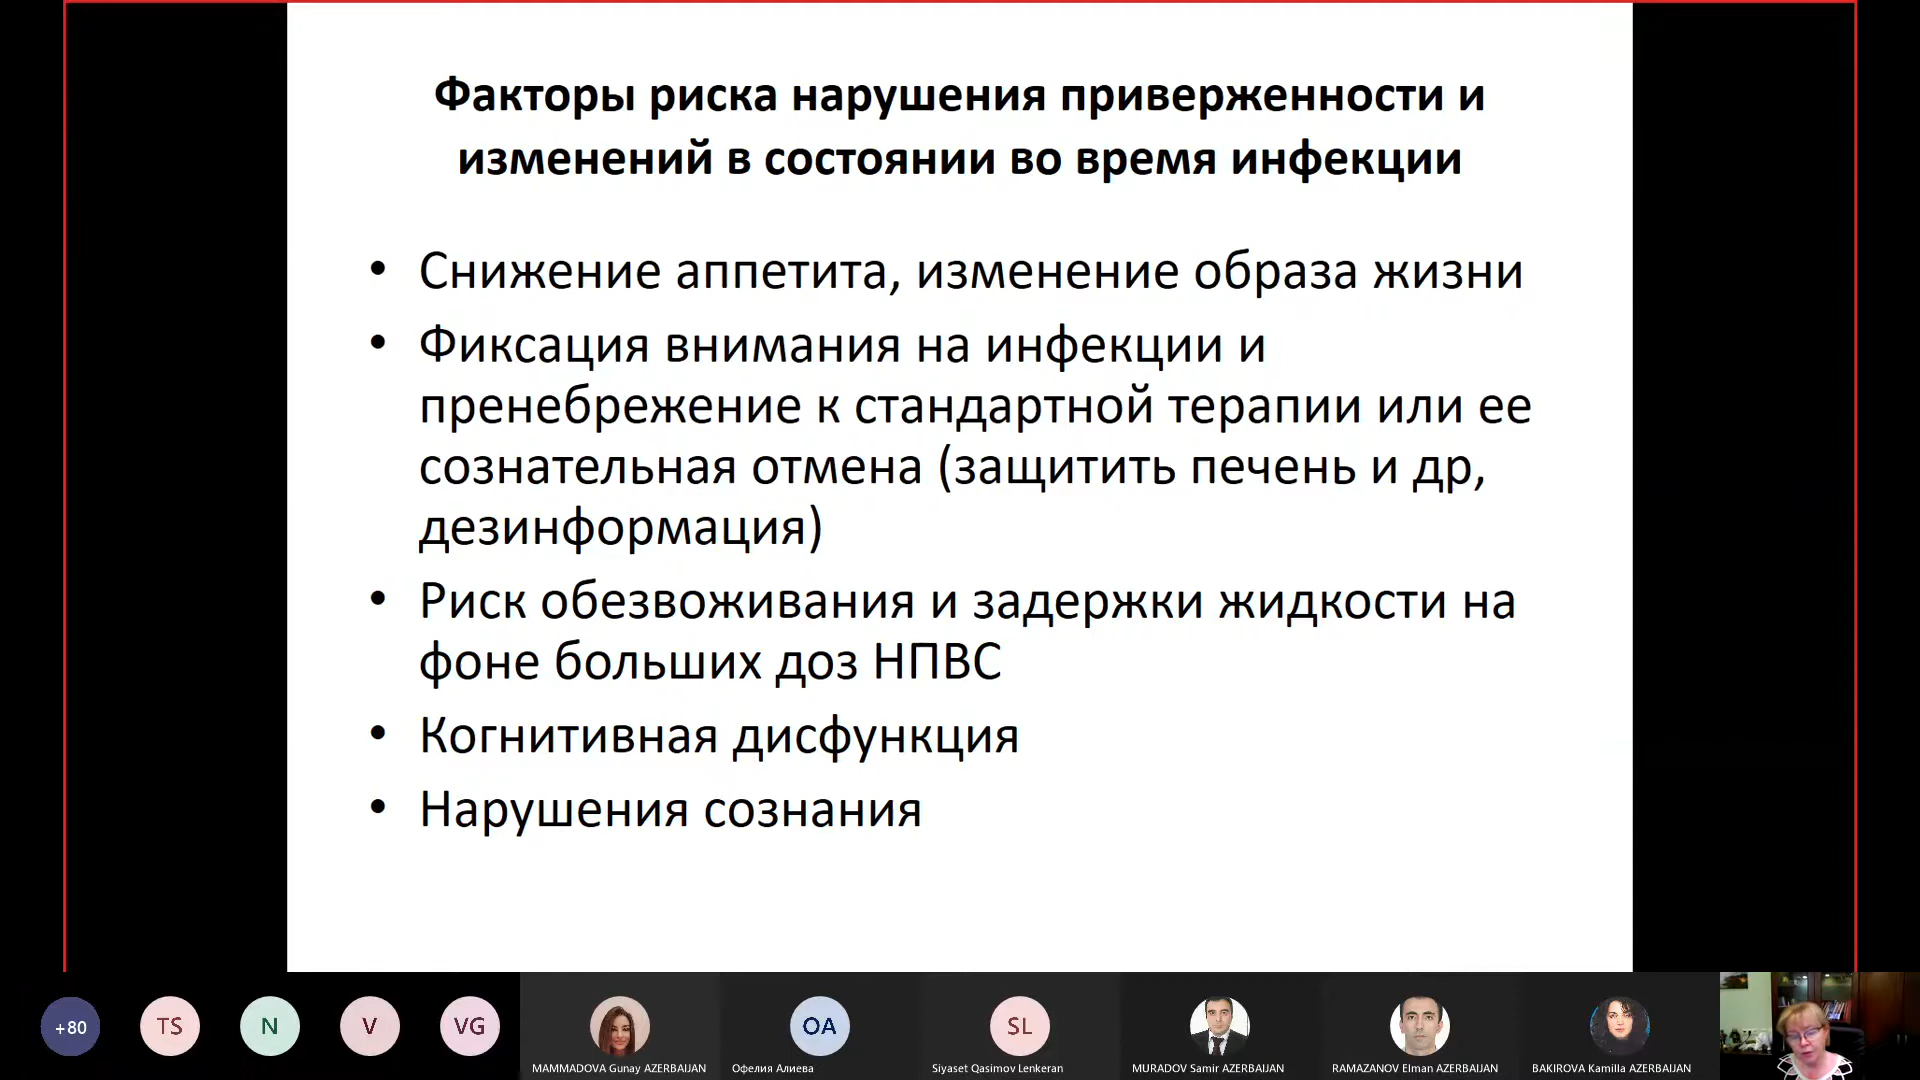 Факторы риска нарушения приверженности и
изменений в состоянии во время инфекции
• Снижение аппетита, изменение образа жизни
• Фиксация внимания на инфекции и
пренебрежение к стандартной терапии или ее
сознательная отмена (защитить печень и др,
дезинформация)
• Риск обезвоживания и задержки жидкости на
фоне больших доз НПВС
• Когнитивная дисфункция
• Нарушения сознания
+80
TS
N
V
VG
MAMMADOVA Gunay AZERBAIJAN
OA
Офелия Алиева
SL
Siyaset Qasimov Lenkeran
MURADOV Samir AZERBAIJAN
RAMAZANOV Elman AZERBAIJAN
BAKIROVA Kamilla AZERBAIJAN